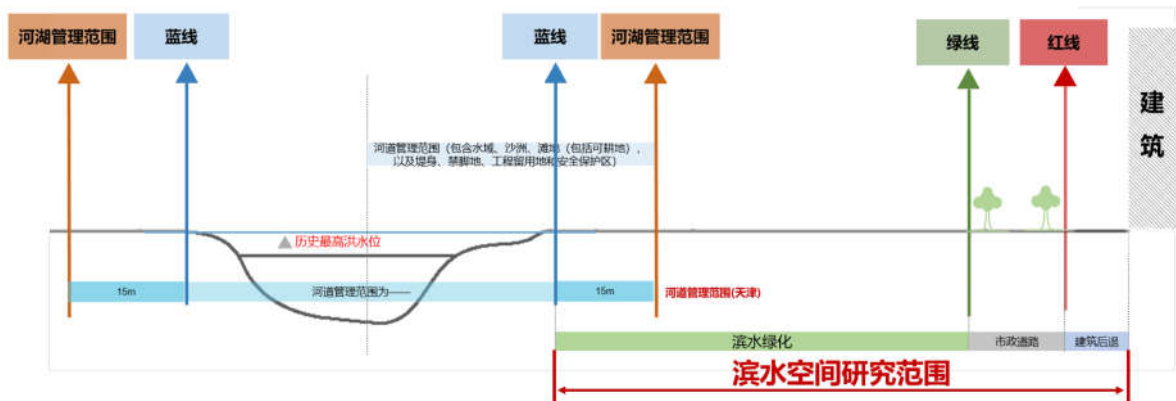 河湖管理范围
蓝线
蓝线
河湖管理范围
绿线
红线
建
筑
河道管理范围（包含水域、沙洲、滩地（包括可耕地）,
以及堤身、禁脚地、工程留用地和安全保护区）
历史最高洪水位
15m
河道管理范围为——
15m
河道管理范围(天津)
滨水绿化
市政道路
建筑后退
滨水空间研究范围